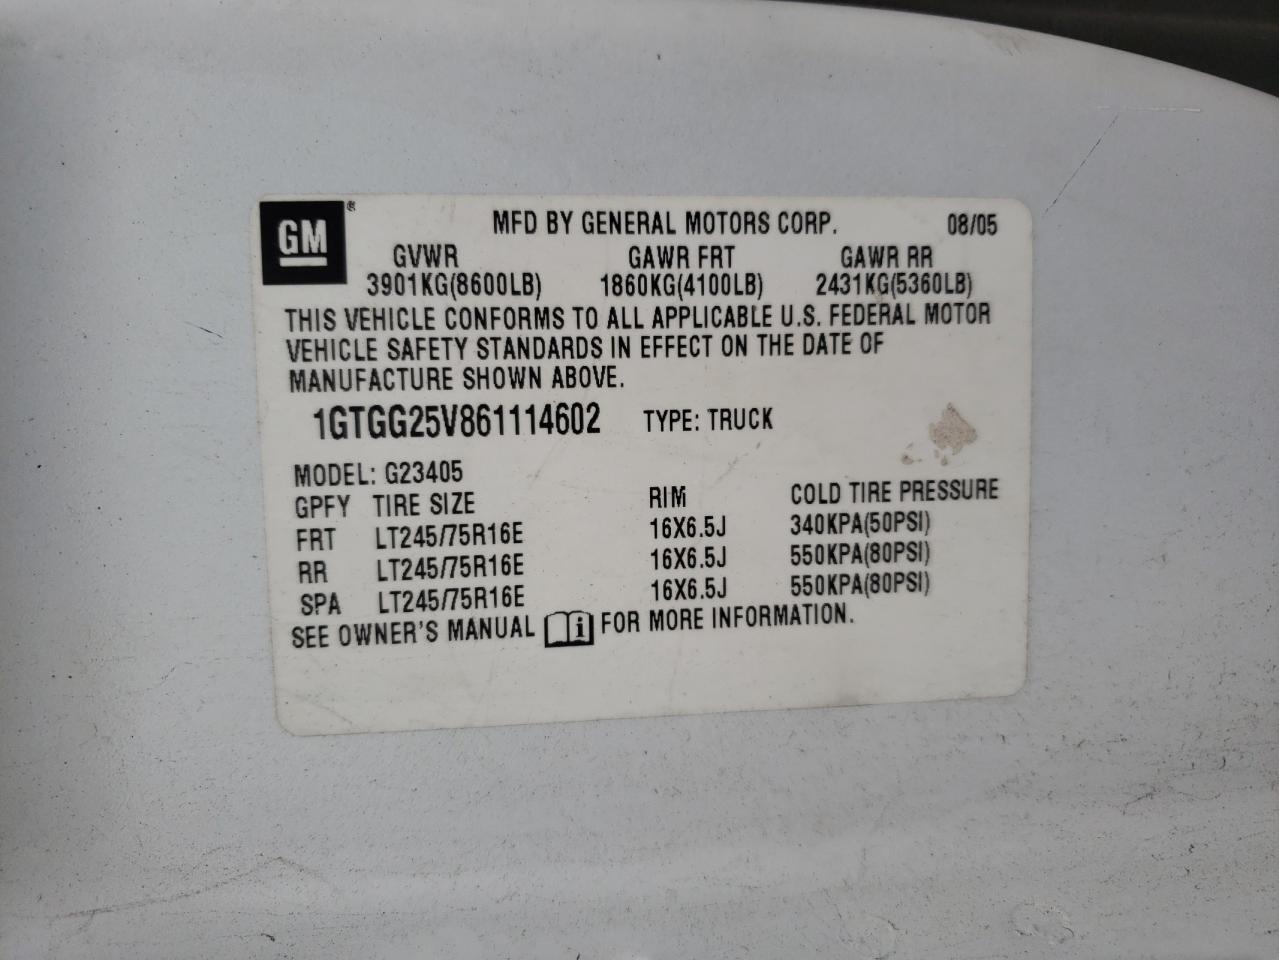 GM ® MFD BY GENERAL MOTORS CORP. 08/05
GVWR GAWR FRT GAWR RR
3901KG(8600LB) 1860KG(4100LB) 2431KG(5360LB)
THIS VEHICLE CONFORMS TO ALL APPLICABLE U.S. FEDERAL MOTOR
VEHICLE SAFETY STANDARDS IN EFFECT ON THE DATE OF
MANUFACTURE SHOWN ABOVE.
1GTGG25V861114602 TYPE: TRUCK
MODEL: G23405
GPFY TIRE SIZE RIM COLD TIRE PRESSURE
FRT LT245/75R16E 16X6.5J 340KPA(50PSI)
RR LT245/75R16E 16X6.5J 550KPA(80PSI)
SPA LT245/75R16E 16X6.5J 550KPA(80PSI)
SEE OWNER'S MANUAL i FOR MORE INFORMATION.